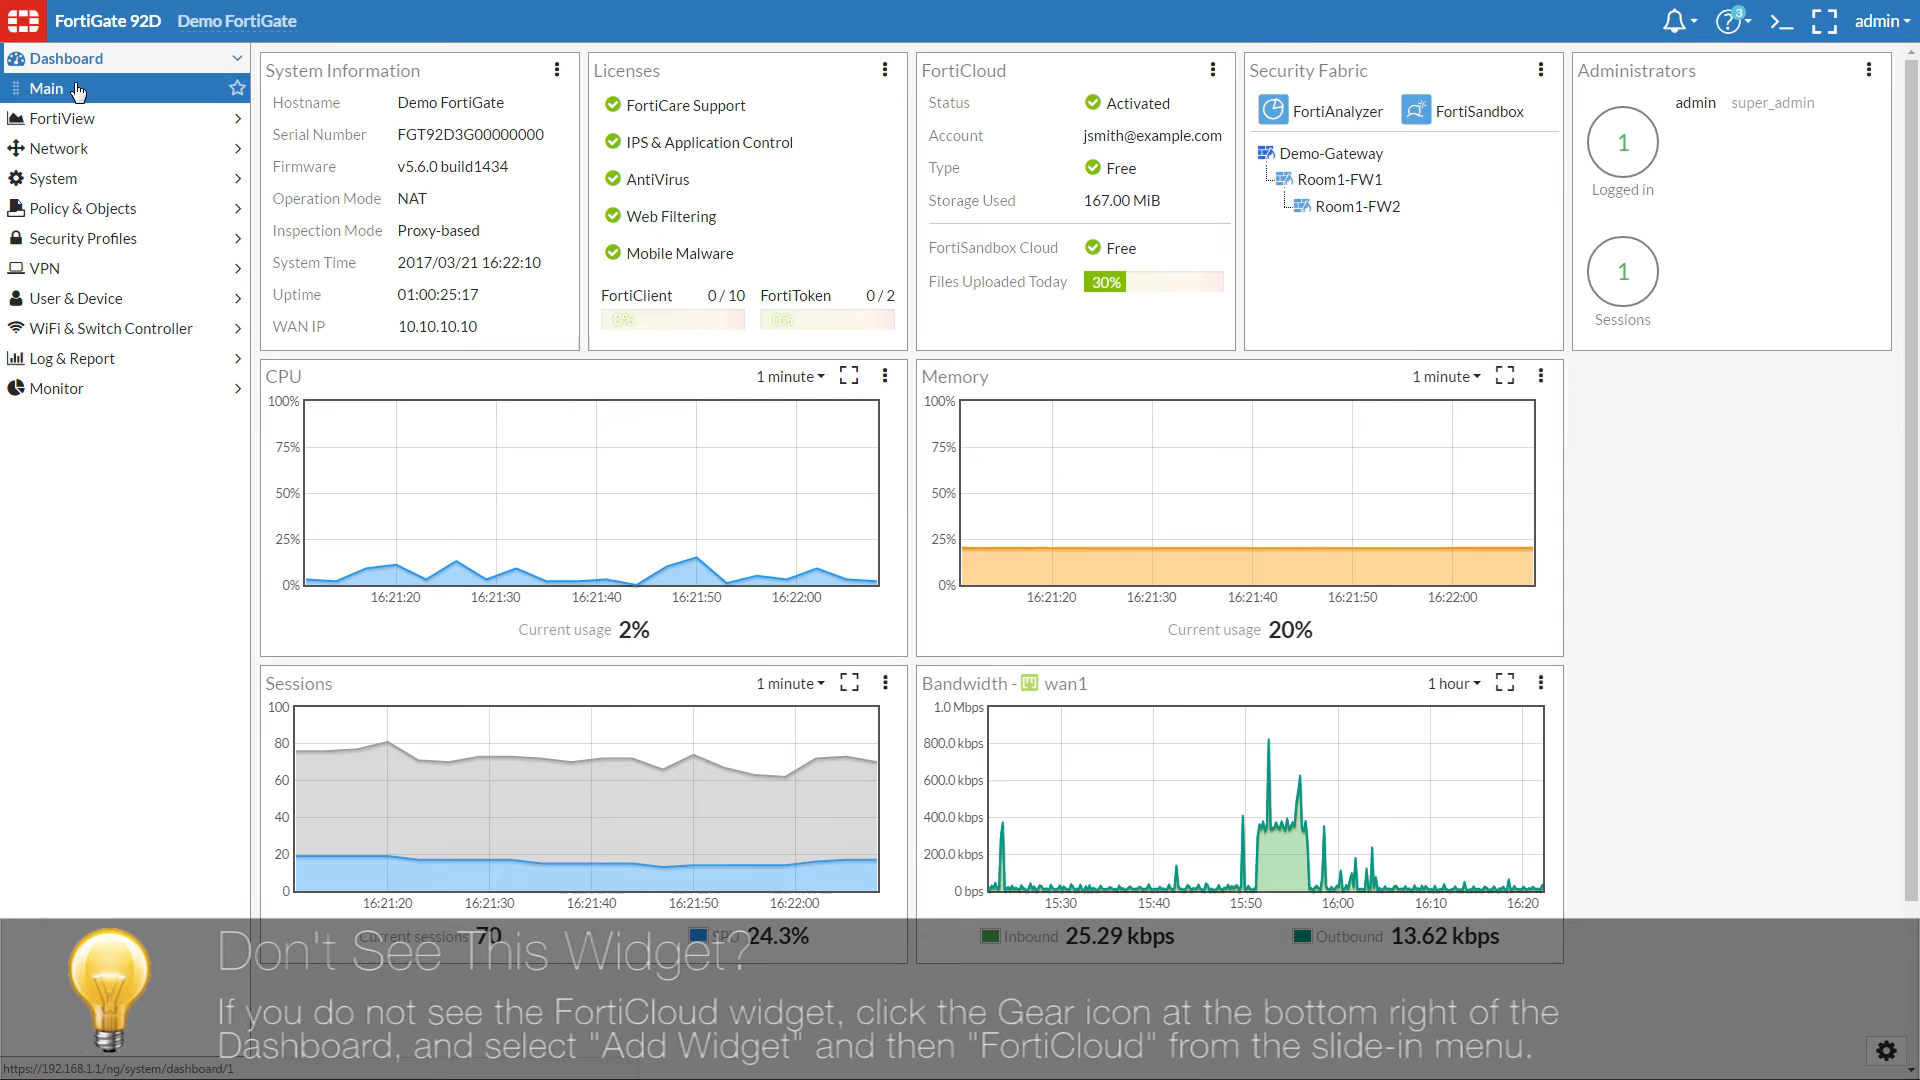 FortiGate 92D Demo FortiGate
3
admin
Dashboard
Main
FortiView
Network
System
Policy & Objects
Security Profiles
VPN
User & Device
WiFi & Switch Controller
Log & Report
Monitor
System Information
Hostname Demo FortiGate
Serial Number FGT92D3G00000000
Firmware v5.6.0 build1434
Operation Mode NAT
Inspection Mode Proxy-based
System Time 2017/03/21 16:22:10
Uptime 01:00:25:17
WAN IP 10.10.10.10
Licenses
FortiCare Support
IPS & Application Control
AntiVirus
Web Filtering
Mobile Malware
FortiClient 0 / 10 FortiToken 0 / 2
0% 0%
FortiCloud
Status Activated
Account jsmith@example.com
Type Free
Storage Used 167.00 MiB
FortiSandbox Cloud Free
Files Uploaded Today 30%
Security Fabric
FortiAnalyzer FortiSandbox
Demo-Gateway
Room1-FW1
Room1-FW2
Administrators
admin super_admin
1
Logged in
1
Sessions
CPU 1 minute
100%
75%
50%
25%
0%
16:21:20 16:21:30 16:21:40 16:21:50 16:22:00
Current usage 2%
Memory 1 minute
100%
75%
50%
25%
0%
16:21:20 16:21:30 16:21:40 16:21:50 16:22:00
Current usage 20%
Sessions 1 minute
100
80
60
40
20
0
16:21:20 16:21:30 16:21:40 16:21:50 16:22:00
Current sessions 70 SPU 24.3%
Bandwidth - wan1 1 hour
1.0 Mbps
800.0 kbps
600.0 kbps
400.0 kbps
200.0 kbps
0 bps
15:30 15:40 15:50 16:00 16:10 16:20
Inbound 25.29 kbps Outbound 13.62 kbps
Don't See This Widget?
If you do not see the FortiCloud widget, click the Gear icon at the bottom right of the
Dashboard, and select "Add Widget" and then "FortiCloud" from the slide-in menu.
https://192.168.1.1/ng/system/dashboard/1